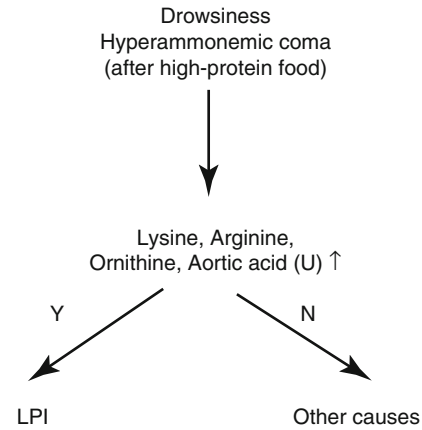 Drowsiness
Hyperammonemic coma
(after high-protein food)
Lysine, Arginine,
Ornithine, Aortic acid (U) ↑
Y
N
LPI
Other causes